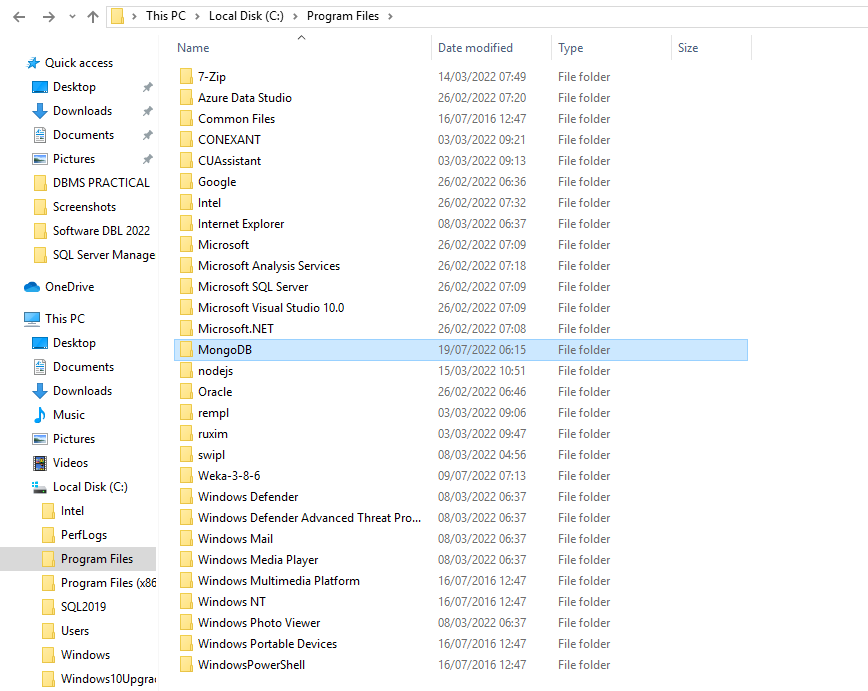 This PC > Local Disk (C:) > Program Files >
Name Date modified Type Size
Quick access
Desktop
Downloads
Documents
Pictures
DBMS PRACTICAL
Screenshots
Software DBL 2022
SQL Server Manage
OneDrive
This PC
Desktop
Documents
Downloads
Music
Pictures
Videos
Local Disk (C:)
Intel
PerfLogs
Program Files
Program Files (x86
SQL2019
Users
Windows
Windows10Upgrad
7-Zip 14/03/2022 07:49 File folder
Azure Data Studio 26/02/2022 07:20 File folder
Common Files 16/07/2016 12:47 File folder
CONEXANT 03/03/2022 09:21 File folder
CUAssistant 03/03/2022 09:13 File folder
Google 26/02/2022 06:36 File folder
Intel 26/02/2022 07:32 File folder
Internet Explorer 08/03/2022 06:37 File folder
Microsoft 26/02/2022 07:09 File folder
Microsoft Analysis Services 26/02/2022 07:18 File folder
Microsoft SQL Server 26/02/2022 07:09 File folder
Microsoft Visual Studio 10.0 26/02/2022 07:09 File folder
Microsoft.NET 26/02/2022 07:08 File folder
MongoDB 19/07/2022 06:15 File folder
nodejs 15/03/2022 10:51 File folder
Oracle 26/02/2022 06:46 File folder
rempl 03/03/2022 09:06 File folder
ruxim 03/03/2022 09:47 File folder
swipl 08/03/2022 04:56 File folder
Weka-3-8-6 09/07/2022 07:13 File folder
Windows Defender 08/03/2022 06:37 File folder
Windows Defender Advanced Threat Pro... 08/03/2022 06:37 File folder
Windows Mail 08/03/2022 06:37 File folder
Windows Media Player 08/03/2022 06:37 File folder
Windows Multimedia Platform 16/07/2016 12:47 File folder
Windows NT 16/07/2016 12:47 File folder
Windows Photo Viewer 08/03/2022 06:37 File folder
Windows Portable Devices 16/07/2016 12:47 File folder
WindowsPowerShell 16/07/2016 12:47 File folder